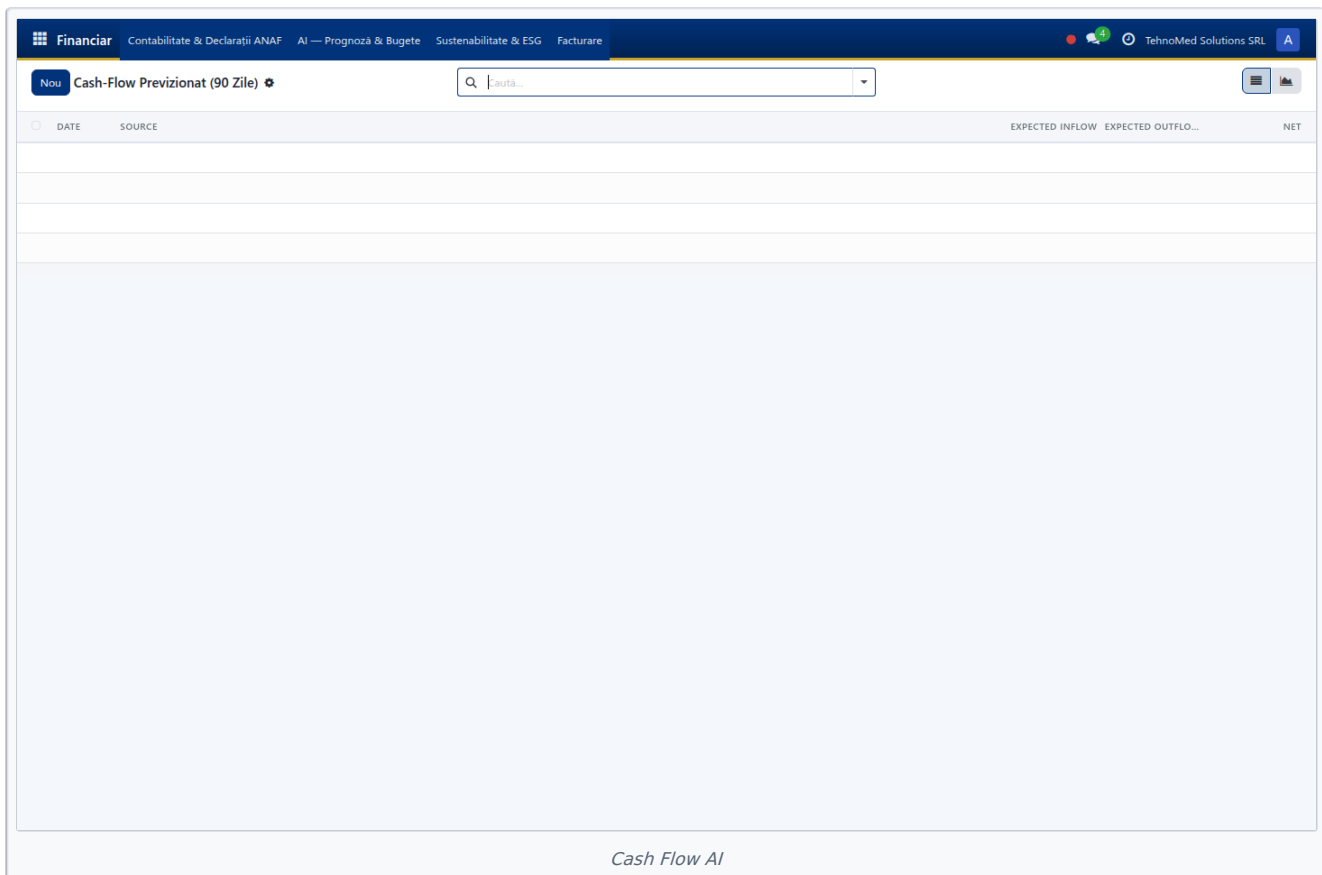 Financiar Contabilitate & Declarații ANAF AI — Prognoză & Bugete Sustenabilitate & ESG Facturare 4 TehnoMed Solutions SRL A
Nou Cash-Flow Previzionat (90 Zile) Caută...
DATE SOURCE EXPECTED INFLOW EXPECTED OUTFLO... NET
Cash Flow AI